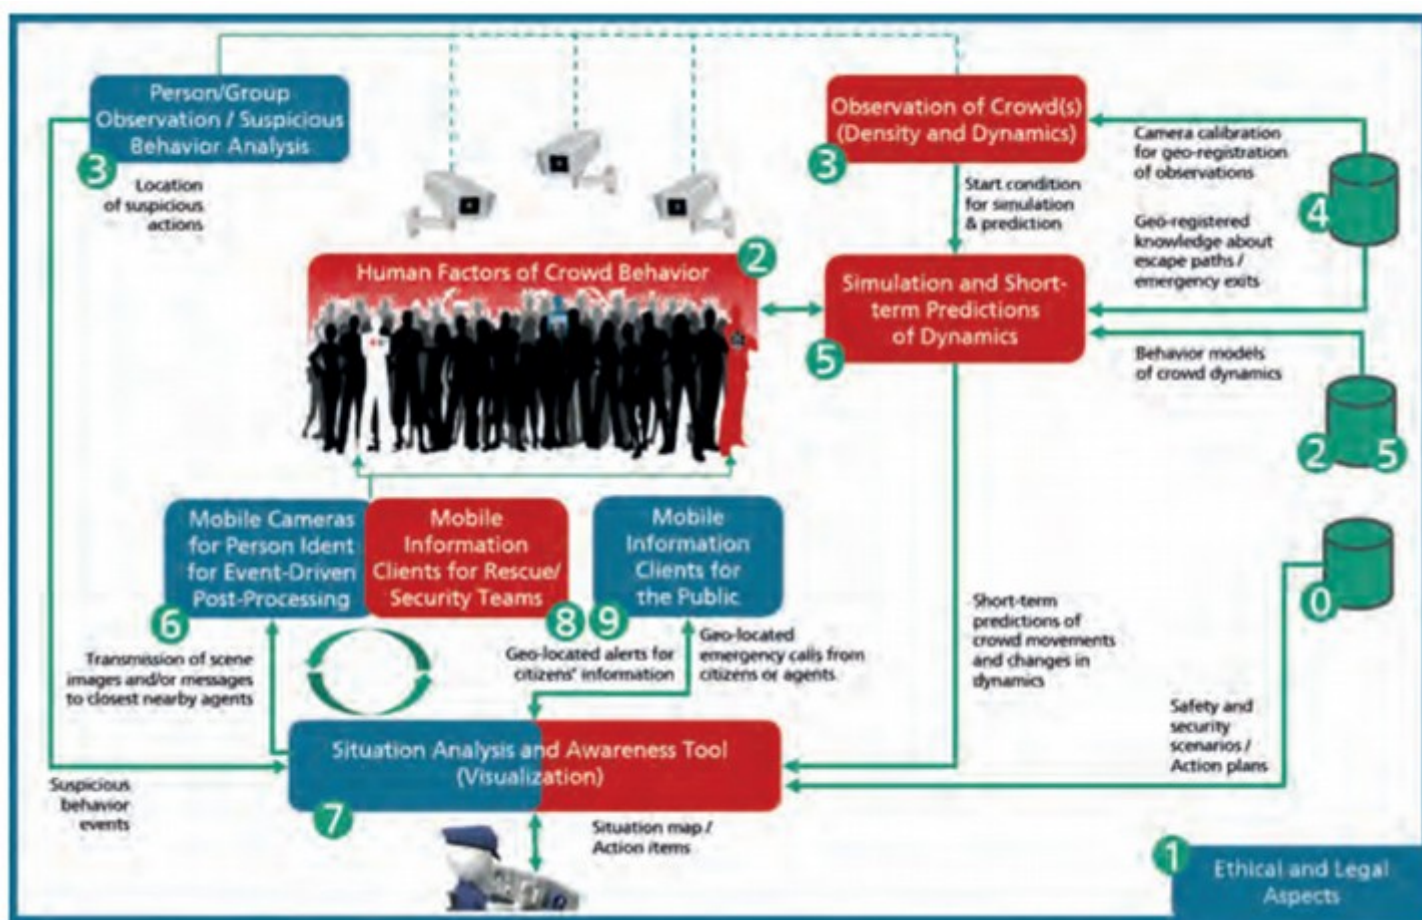 Person/Group
Observation / Suspicious
Behavior Analysis
3
Location
of suspicious
actions
Observation of Crowd(s)
(Density and Dynamics)
3
Camera calibration
for geo-registration
of observations
4
Start condition
for simulation
& prediction
Geo-registered
knowledge about
escape paths /
emergency exits
Human Factors of Crowd Behavior
2
Simulation and Short-
term Predictions
of Dynamics
5
Behavior models
of crowd dynamics
2 5
Mobile Cameras
for Person Ident
for Event-Driven
Post-Processing
6
Mobile
Information
Clients for Rescue/
Security Teams
8
Mobile
Information
Clients for
the Public
9
0
Transmission of scene
images and/or messages
to closest nearby agents
Geo-located alerts for
citizens' information
Geo-located
emergency calls from
citizens or agents
Short-term
predictions of
crowd movements
and changes in
dynamics
Safety and
security
scenarios /
Action plans
Situation Analysis and Awareness Tool
(Visualization)
7
Suspicious
behavior
events
Situation map /
Action items
1
Ethical and Legal
Aspects